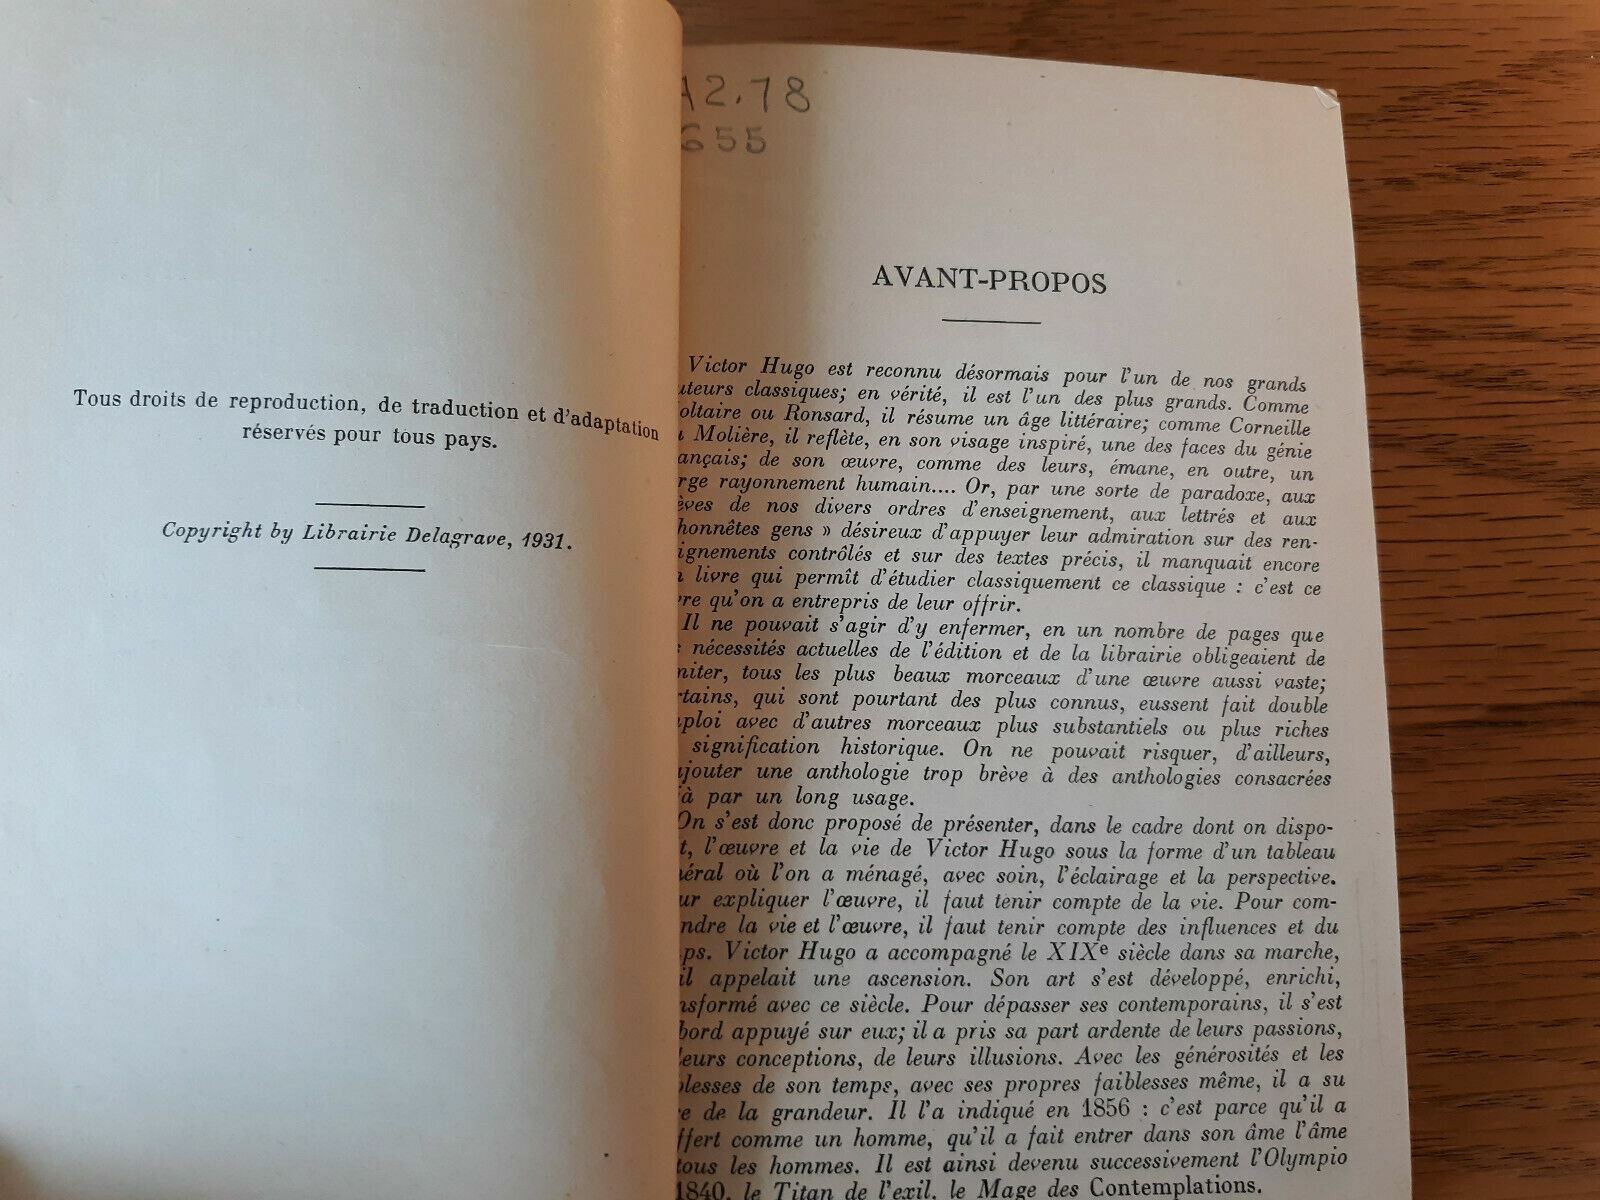 Tous droits de reproduction, de traduction et d'adaptation
réservés pour tous pays.
Copyright by Librairie Delagrave, 1931.
A2.78
655
AVANT-PROPOS
Victor Hugo est reconnu désormais pour l'un de nos grands
uteurs classiques; en vérité, il est l'un des plus grands. Comme
oltaire ou Ronsard, il résume un âge littéraire; comme Corneille
Molière, il reflète, en son visage inspiré, une des faces du génie
ançais; de son œuvre, comme des leurs, émane, en outre, un
rge rayonnement humain.... Or, par une sorte de paradoxe, aux
èves de nos divers ordres d'enseignement, aux lettrés et aux
honnêtes gens » désireux d'appuyer leur admiration sur des ren-
ignements contrôlés et sur des textes précis, il manquait encore
livre qui permît d'étudier classiquement ce classique : c'est ce
vre qu'on a entrepris de leur offrir.
Il ne pouvait s'agir d'y enfermer, en un nombre de pages que
nécessités actuelles de l'édition et de la librairie obligeaient de
miter, tous les plus beaux morceaux d'une œuvre aussi vaste;
rtains, qui sont pourtant des plus connus, eussent fait double
ploi avec d'autres morceaux plus substantiels ou plus riches
signification historique. On ne pouvait risquer, d'ailleurs,
ajouter une anthologie trop brève à des anthologies consacrées
jà par un long usage.
On s'est donc proposé de présenter, dans le cadre dont on dispo-
t, l'œuvre et la vie de Victor Hugo sous la forme d'un tableau
néral où l'on a ménagé, avec soin, l'éclairage et la perspective.
ur expliquer l'œuvre, il faut tenir compte de la vie. Pour com-
ndre la vie et l'œuvre, il faut tenir compte des influences et du
ps. Victor Hugo a accompagné le XIXe siècle dans sa marche,
il appelait une ascension. Son art s'est développé, enrichi,
nsformé avec ce siècle. Pour dépasser ses contemporains, il s'est
bord appuyé sur eux; il a pris sa part ardente de leurs passions,
leurs conceptions, de leurs illusions. Avec les générosités et les
blesses de son temps, avec ses propres faiblesses même, il a su
e de la grandeur. Il l'a indiqué en 1856 : c'est parce qu'il a
ffert comme un homme, qu'il a fait entrer dans son âme l'âme
tous les hommes. Il est ainsi devenu successivement l'Olympio
1840, le Titan de l'exil, le Mage des Contemplations.